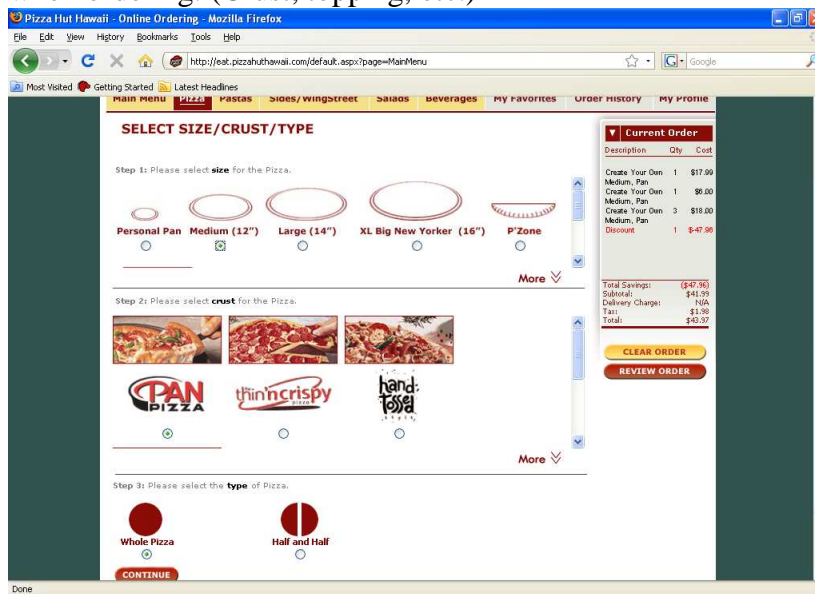 Pizza Hut Hawaii - Online Ordering - Mozilla Firefox
File Edit View History Bookmarks Tools Help
http://eat.pizzahuthawaii.com/default.aspx?page=MainMenu
Google
Most Visited Getting Started Latest Headlines
Main Menu Pizza Pastas Sides/WingStreet Salads Beverages My Favorites Order History My Profile
SELECT SIZE/CRUST/TYPE
Step 1: Please select size for the Pizza.
Personal Pan Medium (12") Large (14") XL Big New Yorker (16") P'Zone
More
Step 2: Please select crust for the Pizza.
PAN PIZZA
thin'ncrispy pizza
hand-tossed style
More
Step 3: Please select the type of Pizza.
Whole Pizza Half and Half
CONTINUE
Current Order
Description Qty Cost
Create Your Own 1 $17.99
Medium, Pan
Create Your Own 1 $6.00
Medium, Pan
Create Your Own 3 $18.00
Medium, Pan
Discount 1 $-47.96
Total Savings: ($47.96)
Subtotal: $41.99
Delivery Charge: N/A
Tax: $1.98
Total: $43.97
CLEAR ORDER
REVIEW ORDER
Done